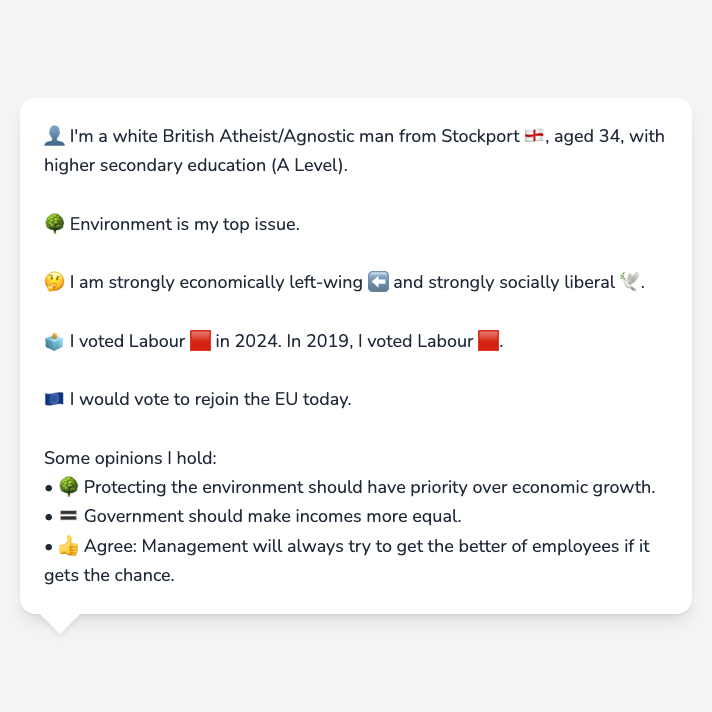 👤 I'm a white British Atheist/Agnostic man from Stockport 🏴󠁧󠁢󠁥󠁮󠁧󠁿, aged 34, with
higher secondary education (A Level).
🌳 Environment is my top issue.
🤔 I am strongly economically left-wing ⬅️ and strongly socially liberal 🕊️.
🗳️ I voted Labour 🟥 in 2024. In 2019, I voted Labour 🟥.
🇪🇺 I would vote to rejoin the EU today.
Some opinions I hold:
• 🌳 Protecting the environment should have priority over economic growth.
• 🟰 Government should make incomes more equal.
• 👍 Agree: Management will always try to get the better of employees if it
gets the chance.